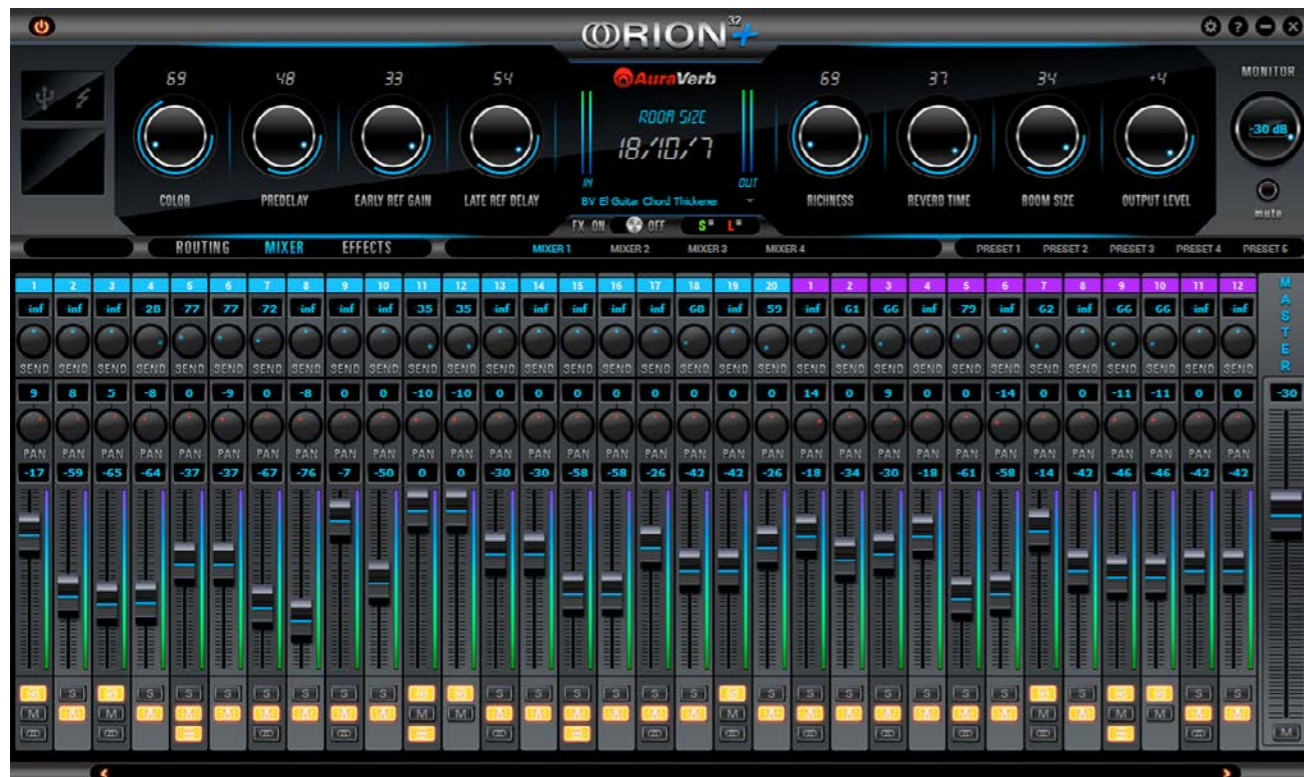 ORION 32+
MONITOR
69 48 33 54 AuraVerb 69 37 34 +4
ROOM SIZE
18/10/7
-30 dB
IN OUT
COLOR PREDELAY EARLY REF GAIN LATE REF DELAY BV El Guitar Chord Thickener RICHNESS REVERB TIME ROOM SIZE OUTPUT LEVEL
mute
FX ON OFF S L
ROUTING MIXER EFFECTS MIXER 1 MIXER 2 MIXER 3 MIXER 4 PRESET 1 PRESET 2 PRESET 3 PRESET 4 PRESET 5
1 2 3 4 5 6 7 8 9 10 11 12 13 14 15 16 17 18 19 20 1 2 3 4 5 6 7 8 9 10 11 12 MASTER
-inf -inf -inf -28 -77 -77 -72 -inf -inf -inf -35 -35 -inf -inf -inf -inf -inf -68 -inf -59 -inf -61 -66 -inf -79 -inf -62 -inf -66 -66 -inf -inf
SEND SEND SEND SEND SEND SEND SEND SEND SEND SEND SEND SEND SEND SEND SEND SEND SEND SEND SEND SEND SEND SEND SEND SEND SEND SEND SEND SEND SEND SEND SEND SEND
9 8 5 -8 0 -9 0 -8 0 0 -10 -10 0 0 0 0 0 0 0 0 14 0 9 0 0 -14 0 0 -11 -11 0 0 -30
PAN PAN PAN PAN PAN PAN PAN PAN PAN PAN PAN PAN PAN PAN PAN PAN PAN PAN PAN PAN PAN PAN PAN PAN PAN PAN PAN PAN PAN PAN PAN PAN
-17 -59 -65 -64 -37 -37 -67 -76 -7 -50 0 0 -30 -30 -58 -58 -26 -42 -42 -26 -18 -34 -30 -18 -61 -58 -14 -42 -46 -46 -42 -42
S S S S S S S S S S S S S S S S S S S S S S S S S S S S S S S S
M M M M M M M M M M M M M M M M M M M M M M M M M M M M M M M M M